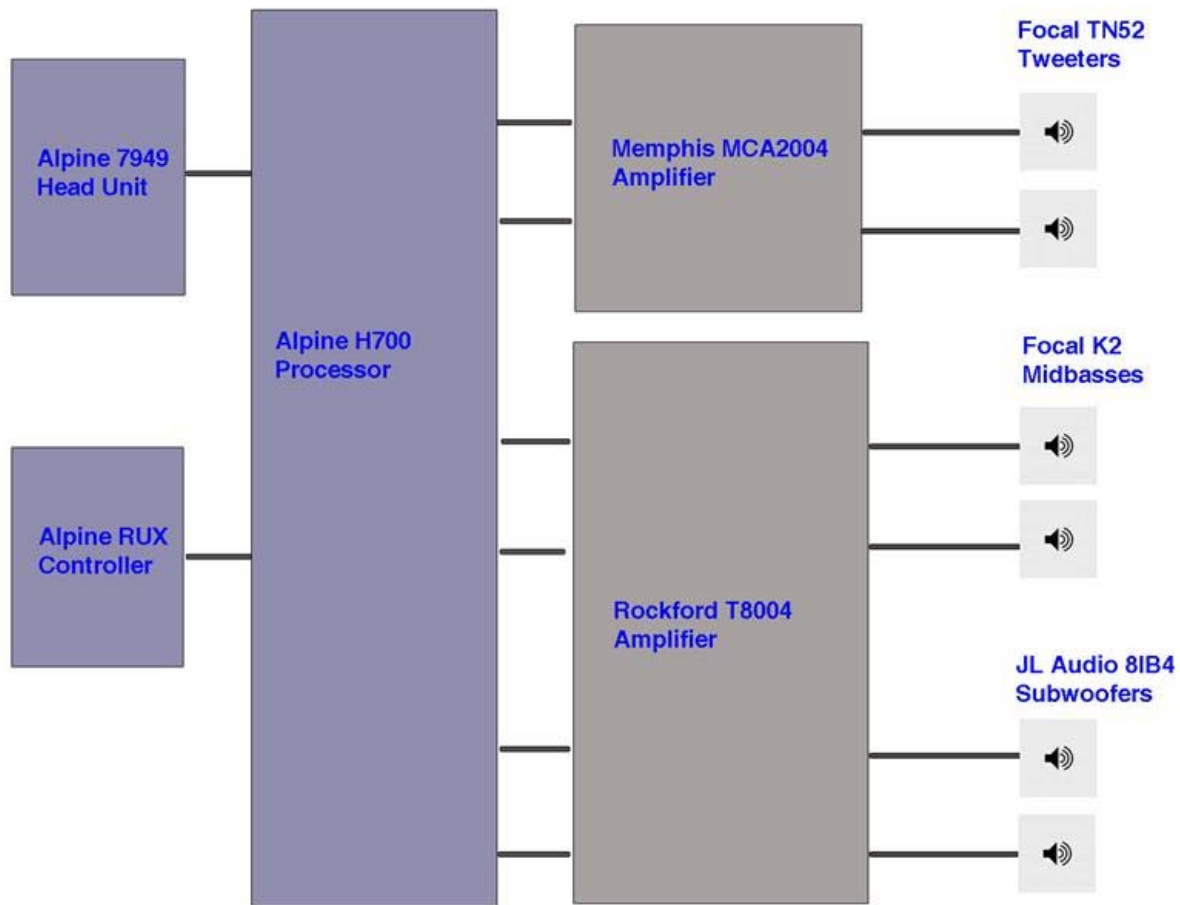 Alpine 7949
Head Unit
Alpine RUX
Controller
Alpine H700
Processor
Memphis MCA2004
Amplifier
Rockford T8004
Amplifier
Focal TN52
Tweeters
Focal K2
Midbasses
JL Audio 8IB4
Subwoofers